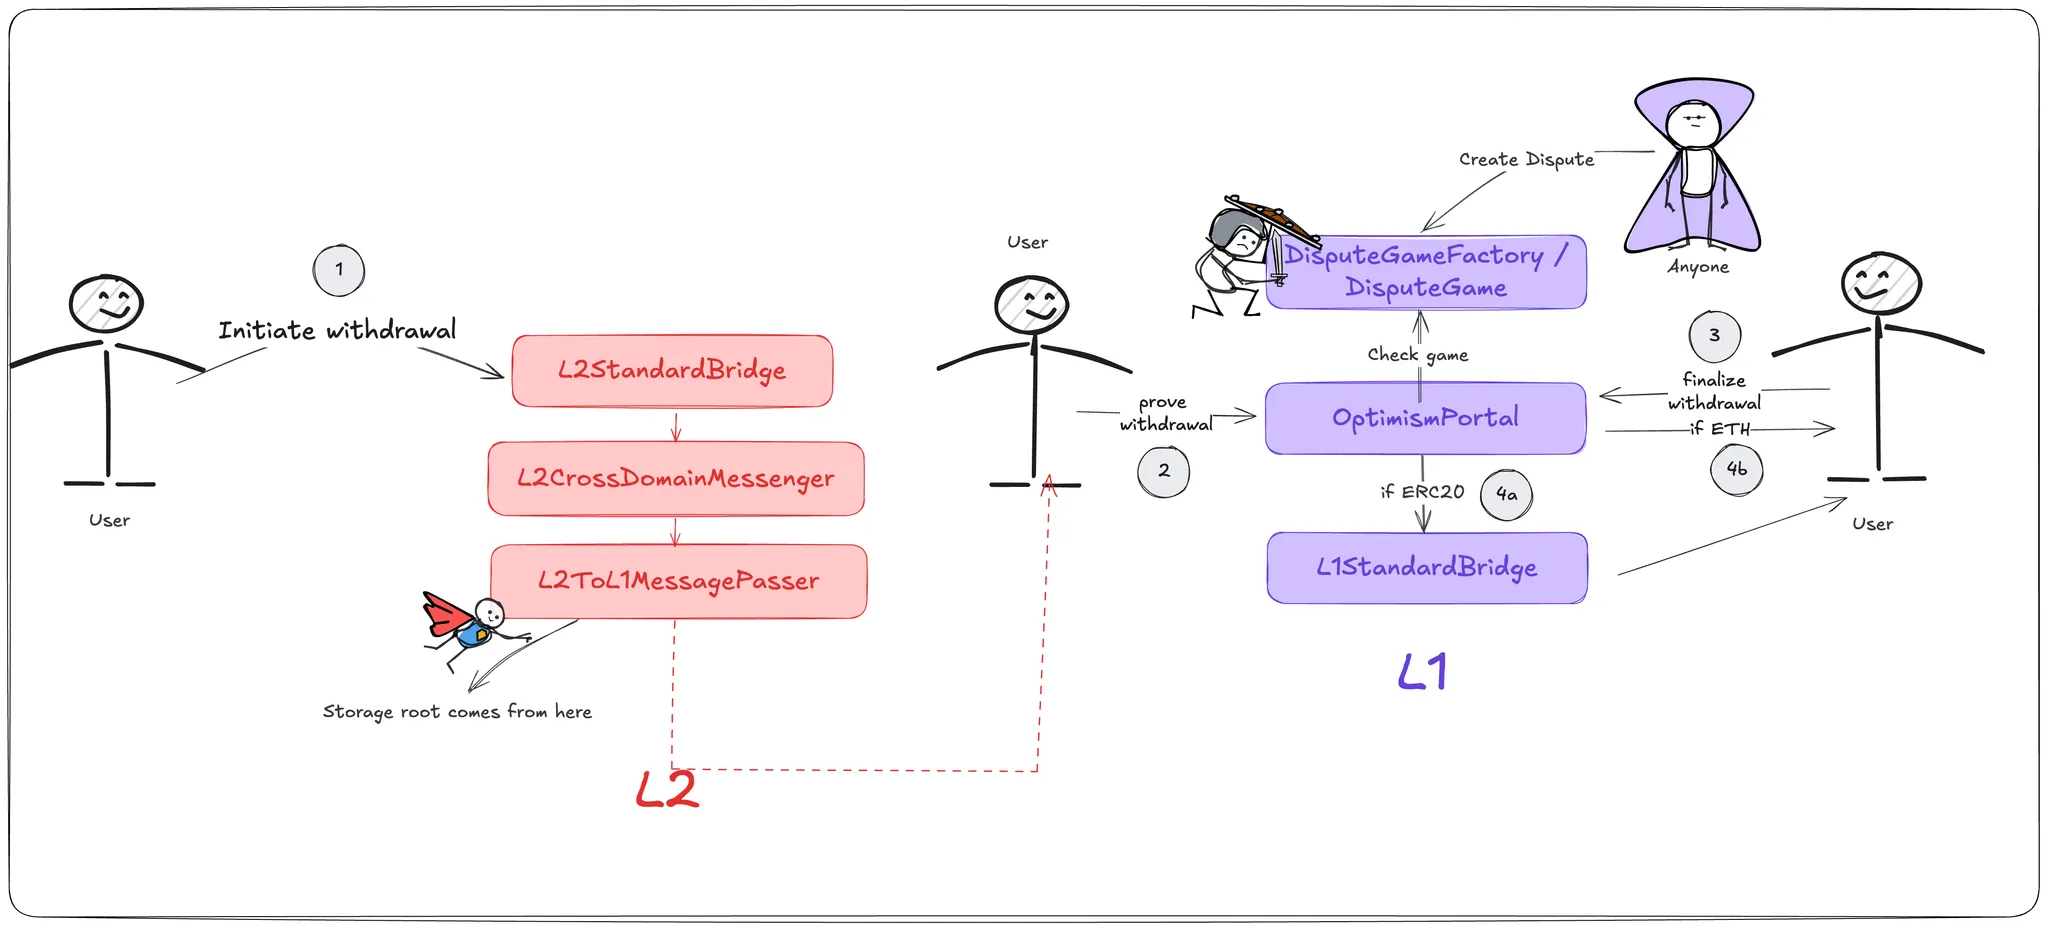 1
Initiate withdrawal
User
L2StandardBridge
L2CrossDomainMessenger
L2ToL1MessagePasser
Storage root comes from here
L2
User
prove
withdrawal
2
Create Dispute
Anyone
DisputeGameFactory /
DisputeGame
Check game
OptimismPortal
if ERC20
4a
L1StandardBridge
L1
3
finalize
withdrawal
if ETH
4b
User